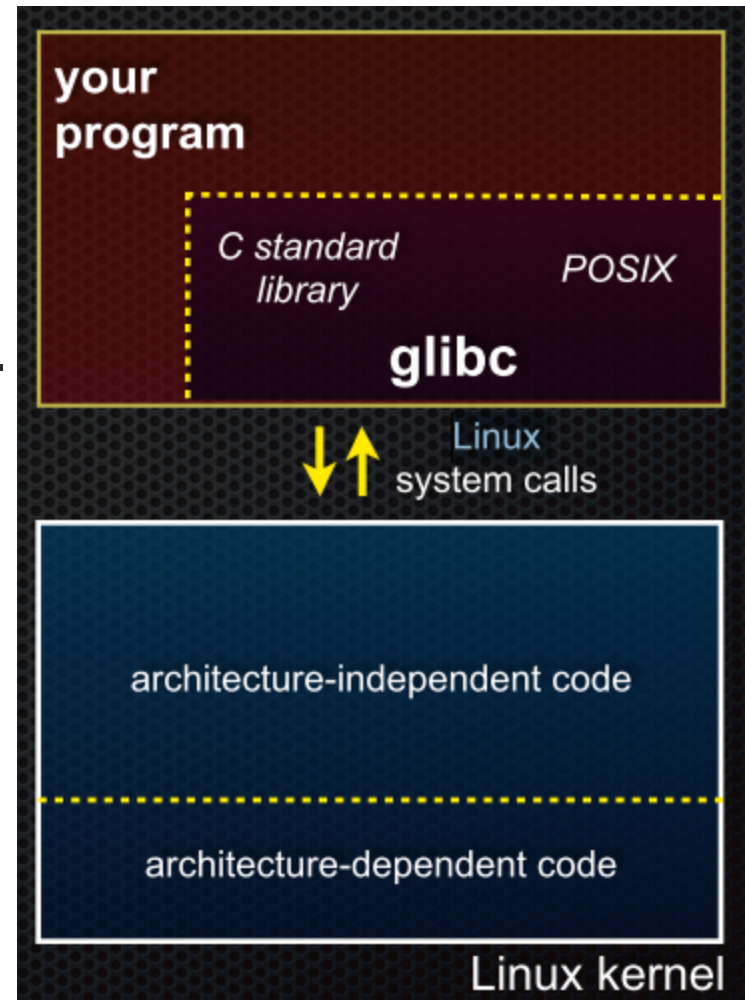 your
program
C standard
library
POSIX
glibc
Linux
system calls
architecture-independent code
architecture-dependent code
Linux kernel